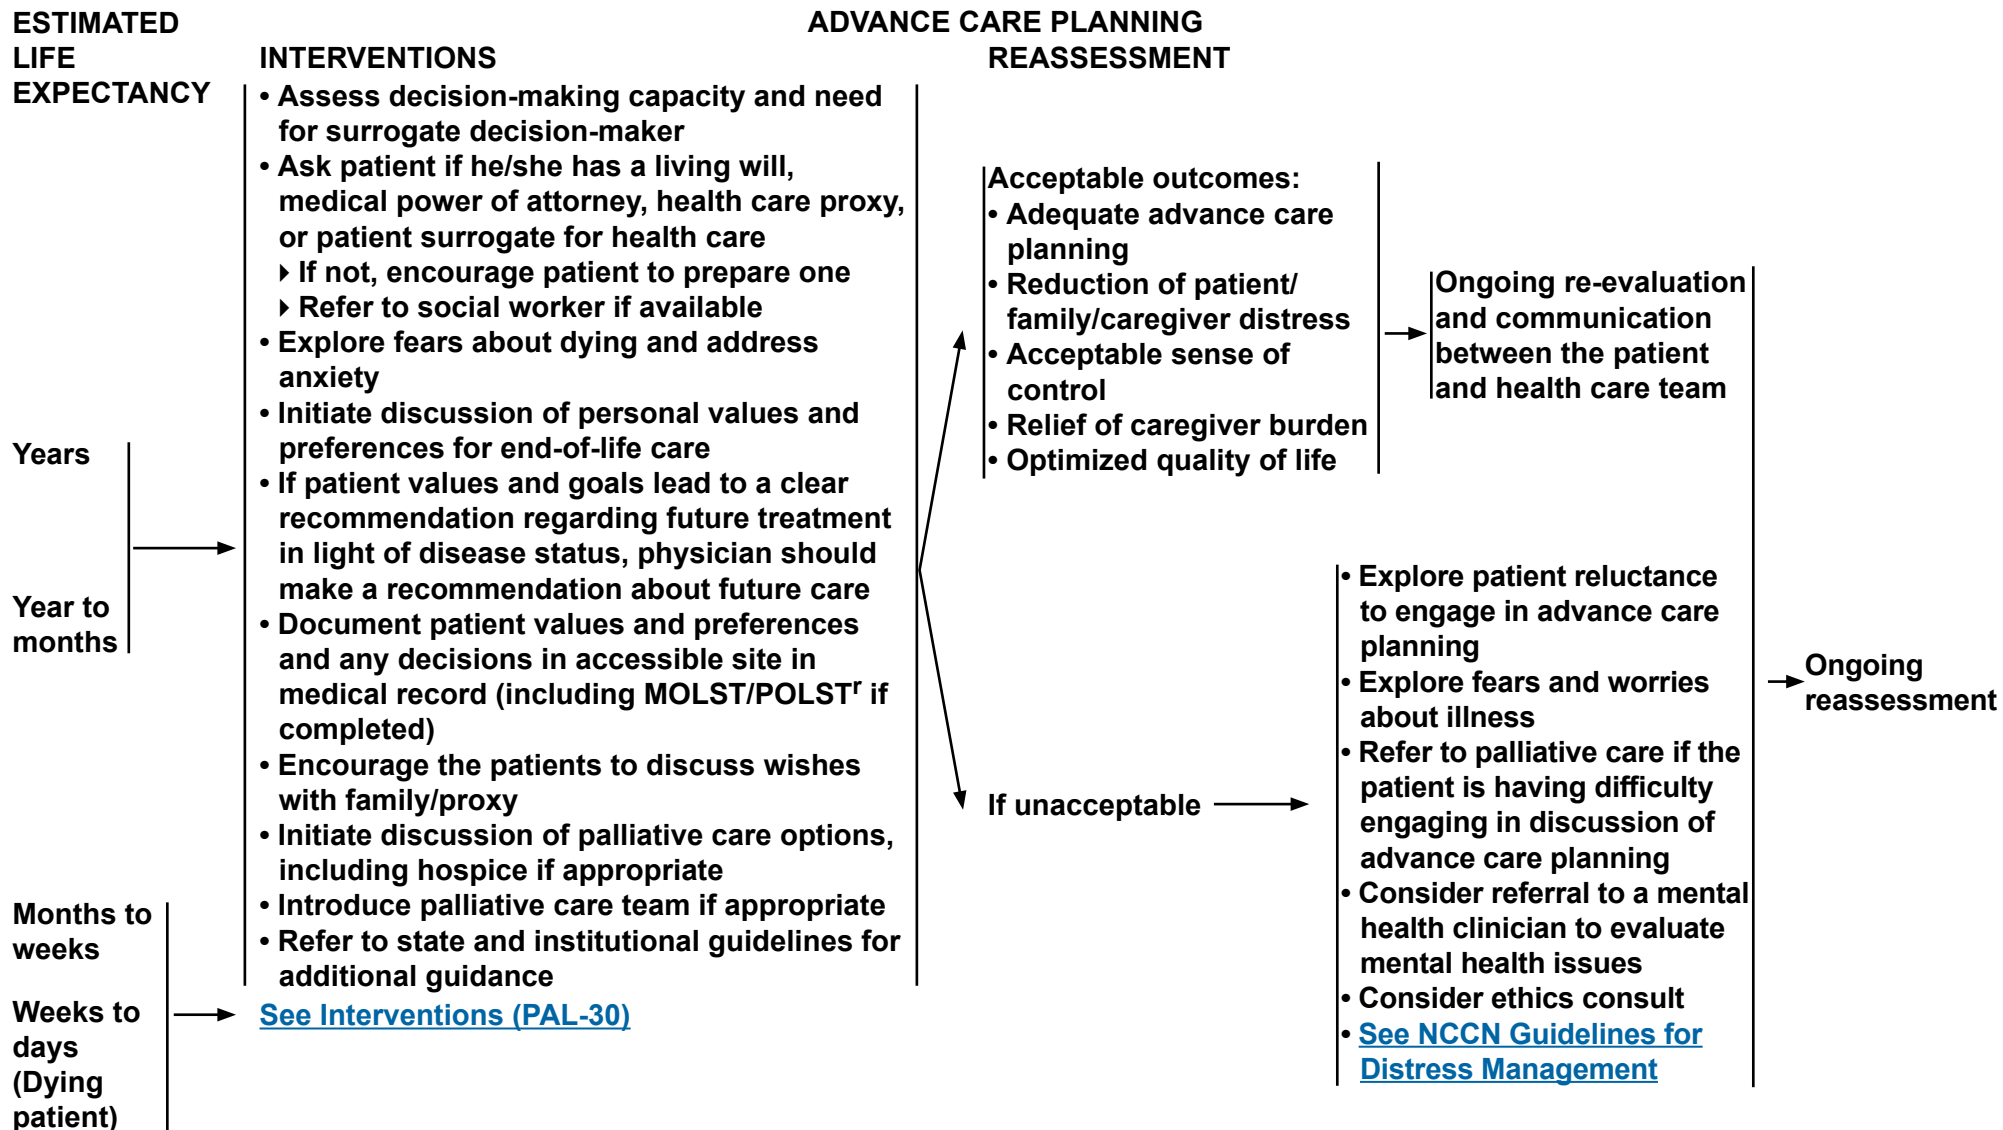 ADVANCE CARE PLANNING
ESTIMATED
LIFE
EXPECTANCY
INTERVENTIONS
REASSESSMENT
Years
Year to
months
Months to
weeks
Weeks to
days
(Dying
patient)
• Assess decision-making capacity and need
for surrogate decision-maker
• Ask patient if he/she has a living will,
medical power of attorney, health care proxy,
or patient surrogate for health care
▸ If not, encourage patient to prepare one
▸ Refer to social worker if available
• Explore fears about dying and address
anxiety
• Initiate discussion of personal values and
preferences for end-of-life care
• If patient values and goals lead to a clear
recommendation regarding future treatment
in light of disease status, physician should
make a recommendation about future care
• Document patient values and preferences
and any decisions in accessible site in
medical record (including MOLST/POLSTʳ if
completed)
• Encourage the patients to discuss wishes
with family/proxy
• Initiate discussion of palliative care options,
including hospice if appropriate
• Introduce palliative care team if appropriate
• Refer to state and institutional guidelines for
additional guidance
See Interventions (PAL-30)
Acceptable outcomes:
• Adequate advance care
planning
• Reduction of patient/
family/caregiver distress
• Acceptable sense of
control
• Relief of caregiver burden
• Optimized quality of life
Ongoing re-evaluation
and communication
between the patient
and health care team
If unacceptable
• Explore patient reluctance
to engage in advance care
planning
• Explore fears and worries
about illness
• Refer to palliative care if the
patient is having difficulty
engaging in discussion of
advance care planning
• Consider referral to a mental
health clinician to evaluate
mental health issues
• Consider ethics consult
• See NCCN Guidelines for
Distress Management
Ongoing
reassessment